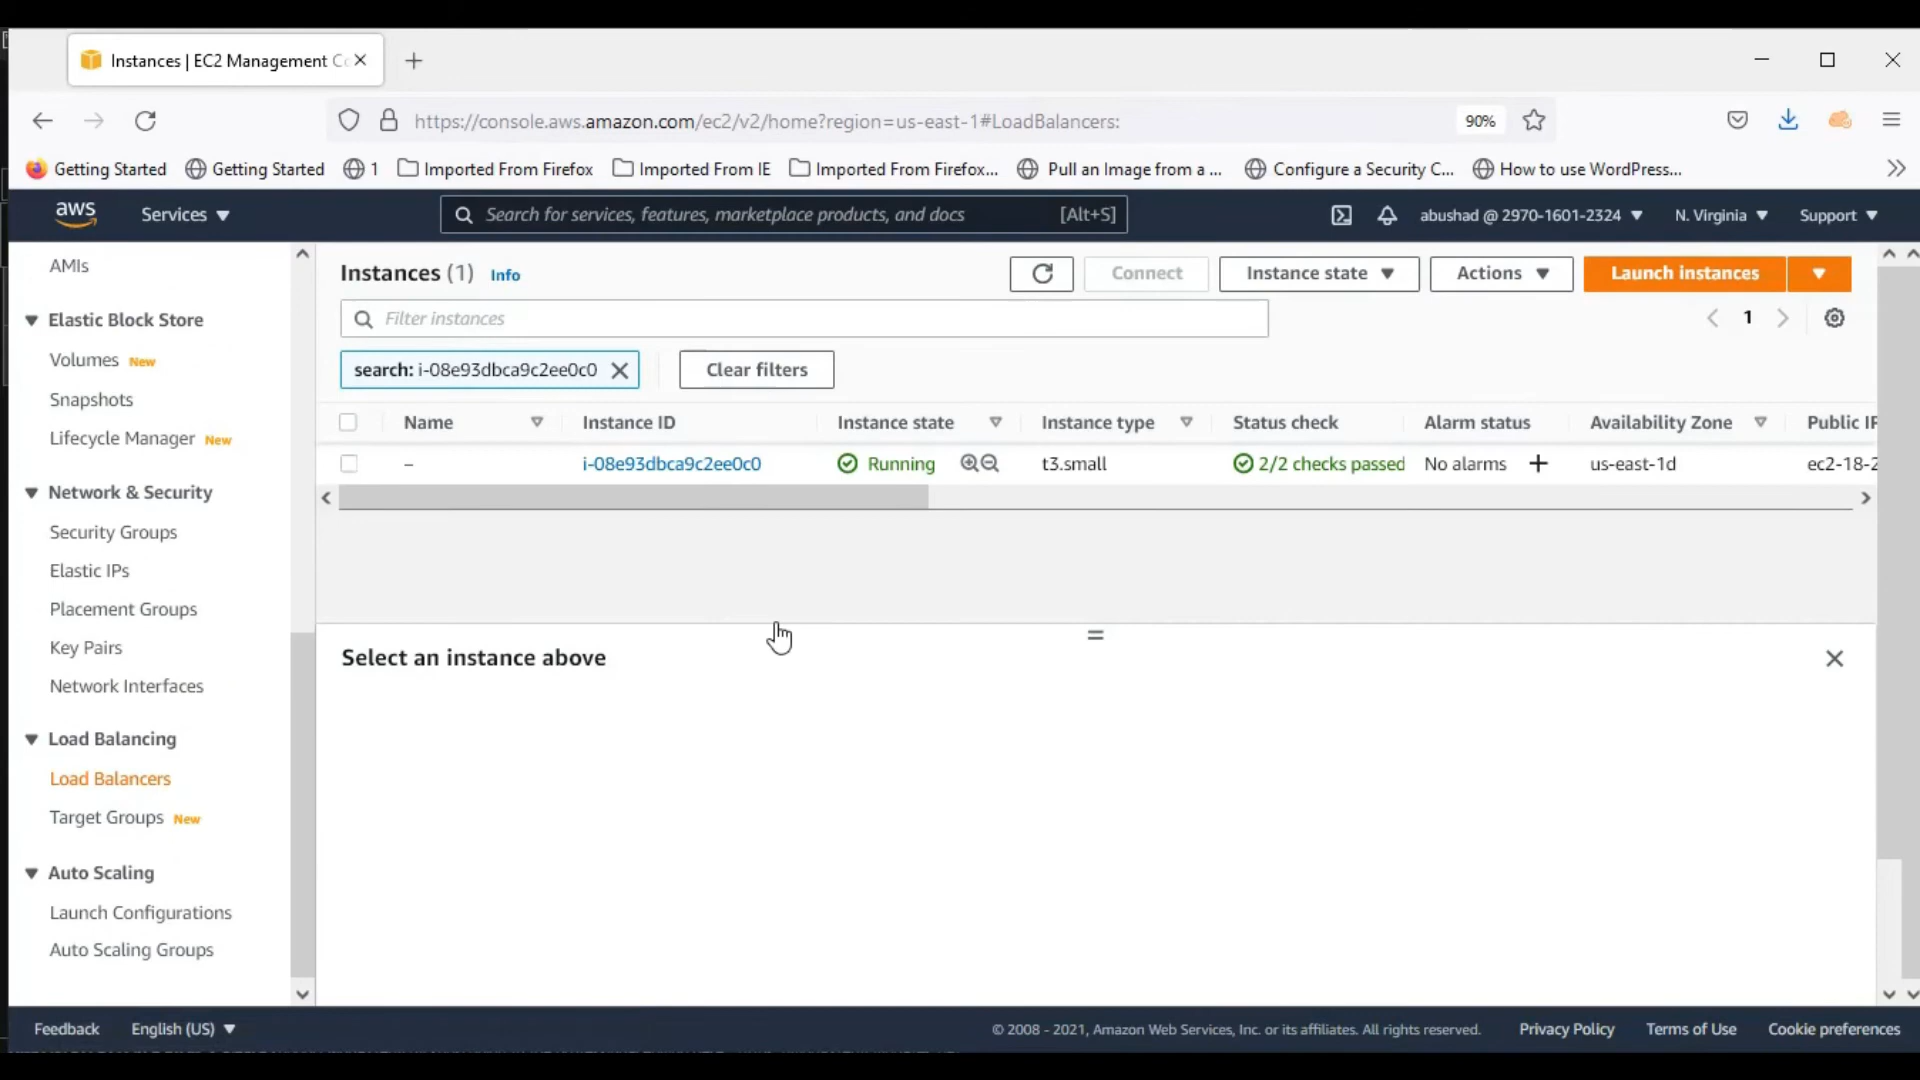 Instances | EC2 Management Co
https://console.aws.amazon.com/ec2/v2/home?region=us-east-1#LoadBalancers:
90%
Getting Started
Getting Started
1
Imported From Firefox
Imported From IE
Imported From Firefox...
Pull an Image from a ...
Configure a Security C...
How to use WordPress...
aws
Services
Search for services, features, marketplace products, and docs
[Alt+S]
abushad @ 2970-1601-2324
N. Virginia
Support
AMIs
Elastic Block Store
Volumes New
Snapshots
Lifecycle Manager New
Network & Security
Security Groups
Elastic IPs
Placement Groups
Key Pairs
Network Interfaces
Load Balancing
Load Balancers
Target Groups New
Auto Scaling
Launch Configurations
Auto Scaling Groups
Instances (1) Info
Connect
Instance state
Actions
Launch instances
Filter instances
1
search: i-08e93dbca9c2ee0c0
Clear filters
Name Instance ID Instance state Instance type Status check Alarm status Availability Zone Public IP
– i-08e93dbca9c2ee0c0 Running t3.small 2/2 checks passed No alarms + us-east-1d ec2-18-2
Select an instance above
Feedback
English (US)
© 2008 - 2021, Amazon Web Services, Inc. or its affiliates. All rights reserved.
Privacy Policy
Terms of Use
Cookie preferences